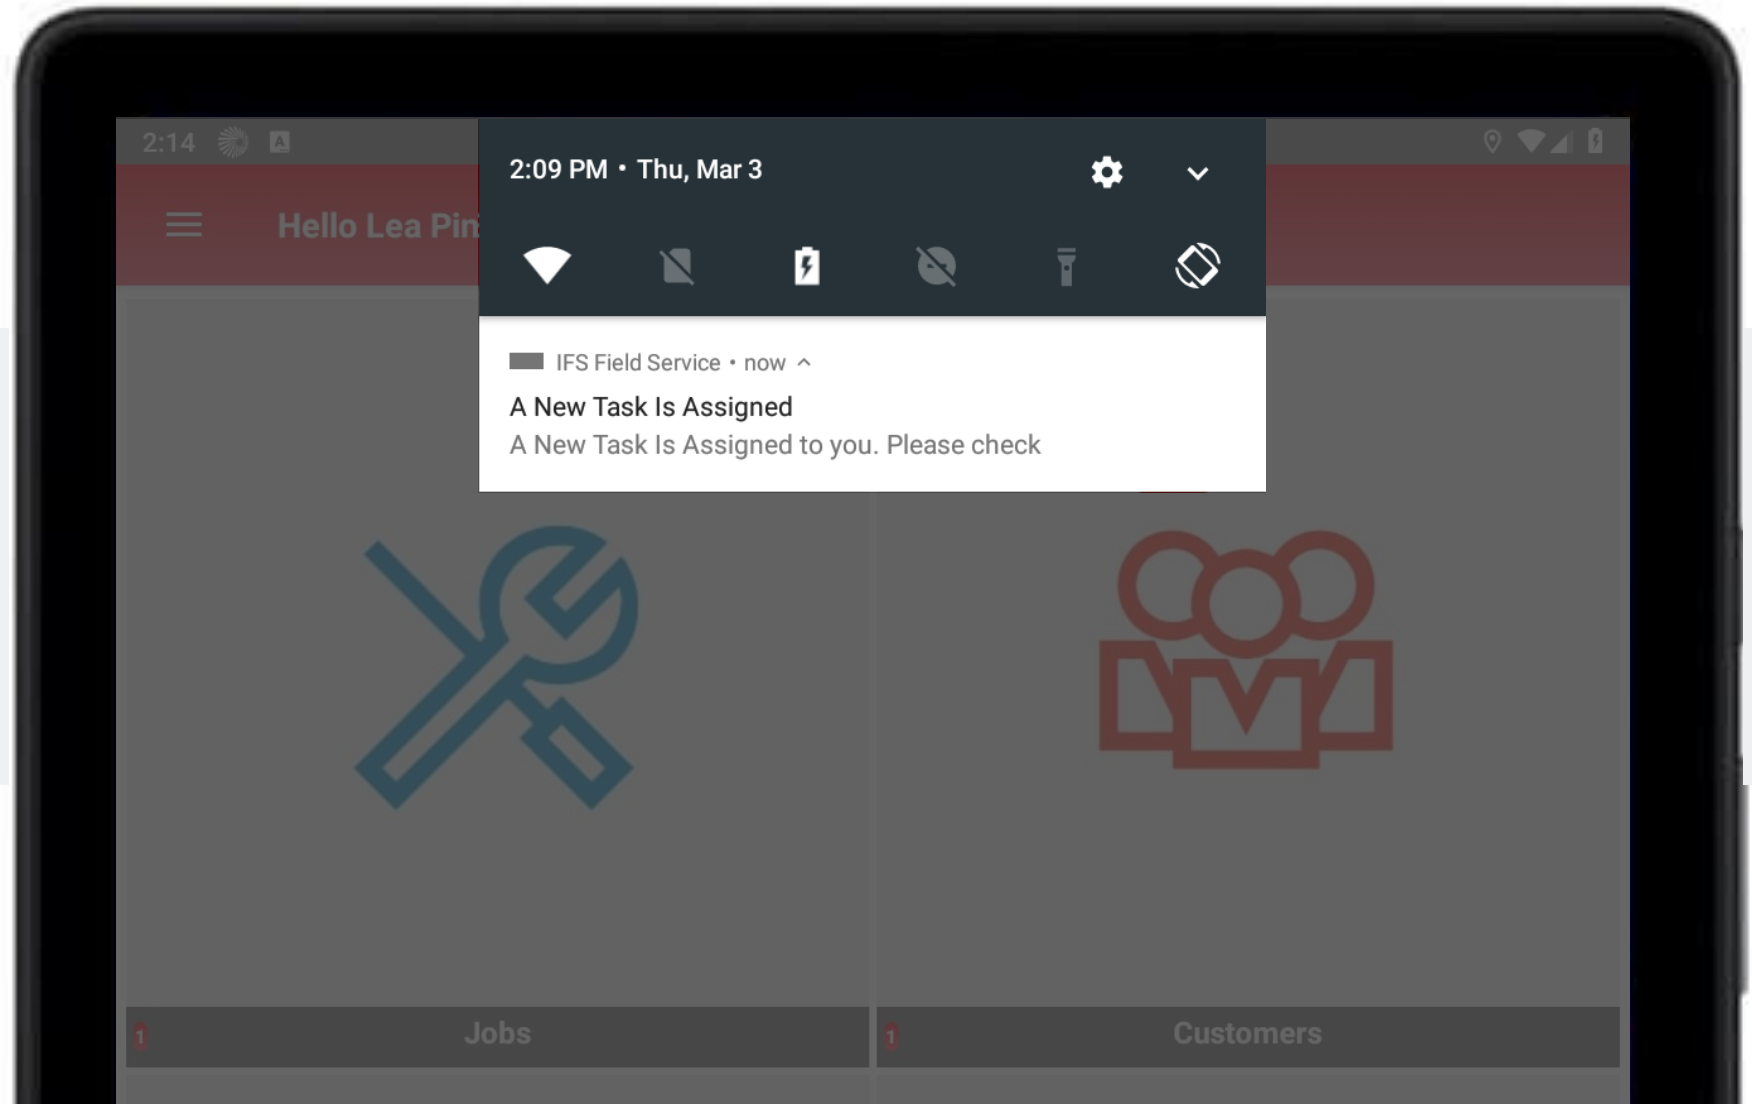 2:14
2:09 PM • Thu, Mar 3
Hello Lea
IFS Field Service • now
A New Task Is Assigned
A New Task Is Assigned to you. Please check
1 Jobs
1 Customers